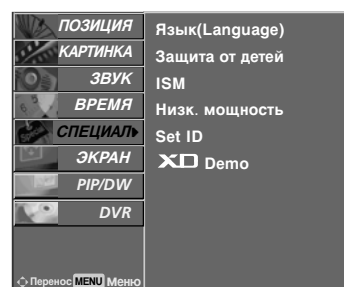 ПОЗИЦИЯ
КАРТИНКА
ЗВУК
ВРЕМЯ
СПЕЦИАЛ
ЭКРАН
PIP/DW
DVR
Перенос MENU Меню
Язык(Language)
Защита от детей
ISM
Низк. мощность
Set ID
XD Demo